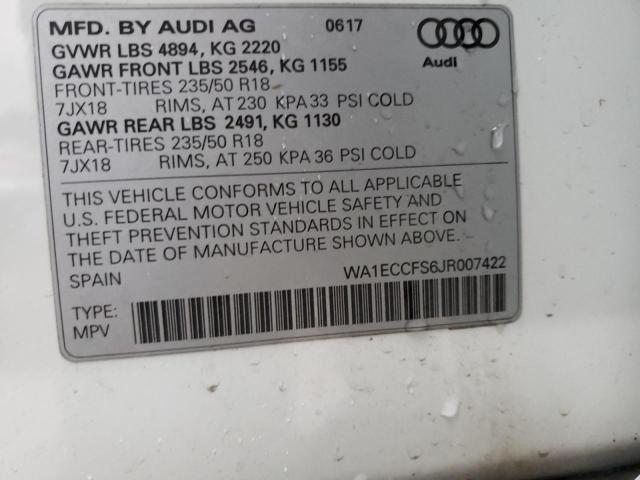 MFD. BY AUDI AG 0617
GVWR LBS 4894, KG 2220
GAWR FRONT LBS 2546, KG 1155
FRONT-TIRES 235/50 R18
7JX18 RIMS, AT 230 KPA 33 PSI COLD
GAWR REAR LBS 2491, KG 1130
REAR-TIRES 235/50 R18
7JX18 RIMS, AT 250 KPA 36 PSI COLD
Audi
THIS VEHICLE CONFORMS TO ALL APPLICABLE
U.S. FEDERAL MOTOR VEHICLE SAFETY AND
THEFT PREVENTION STANDARDS IN EFFECT ON
THE DATE OF MANUFACTURE SHOWN ABOVE.
SPAIN WA1ECCFS6JR007422
TYPE:
MPV